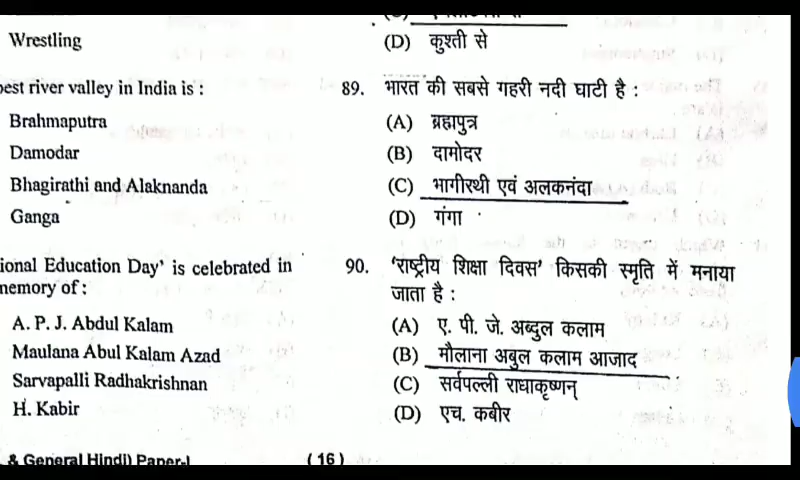 Wrestling
(D) कुश्ती से
est river valley in India is :
89. भारत की सबसे गहरी नदी घाटी है :
Brahmaputra
(A) ब्रह्मपुत्र
Damodar
(B) दामोदर
Bhagirathi and Alaknanda
(C) भागीरथी एवं अलकनंदा
Ganga
(D) गंगा
ional Education Day' is celebrated in
memory of :
90. 'राष्ट्रीय शिक्षा दिवस' किसकी स्मृति में मनाया
जाता है :
A. P. J. Abdul Kalam
(A) ए. पी. जे. अब्दुल कलाम
Maulana Abul Kalam Azad
(B) मौलाना अबुल कलाम आजाद
Sarvapalli Radhakrishnan
(C) सर्वपल्ली राधाकृष्णन्
H. Kabir
(D) एच. कबीर
& General Hindi) Paper-I
( 16 )